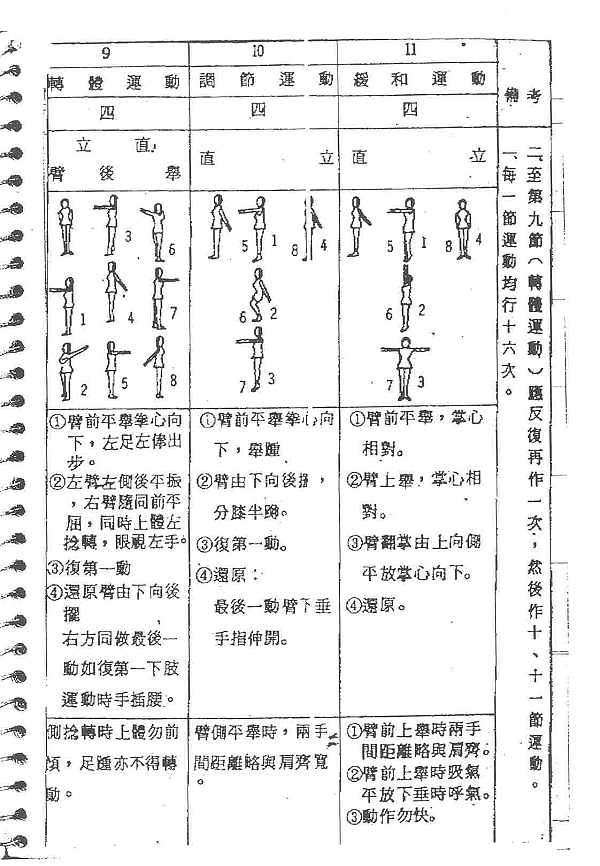 9
轉體運動
四
立直
臂後舉
3
6
1
4
7
2
5
8
①臂前平舉拳心向
下,左足左側出
步。
②左臂左側後平振
,右臂隨同前平
屈,同時上體左
捻轉,眼視左手。
③復第一動
④還原臂由下向後
擺
右方同做最後一
動如復第一下肢
運動時手插腰。
側捻轉時上體勿前
傾,足踵亦不得轉
動。
10
調節運動
四
直立
5
1
8
4
6
2
7
3
①臂前平舉拳心向
下,舉踵
②臂由下向後擺,
分膝半蹲。
③復第一動。
④還原:
最後一動臂下垂
手指伸開。
臂側平舉時,兩手
間距離略與肩齊寬
。
11
緩和運動
四
直立
5
1
8
4
6
2
7
3
①臂前平舉,掌心
相對。
②臂上舉,掌心相
對。
③臂翻掌由上向側
平放掌心向下。
④還原。
①臂前上舉時兩手
間距離略與肩齊。
②臂前上舉時吸氣
平放下垂時呼氣。
③動作勿快。
備考
一、每一節運動均行十六次。
二、至第九節(轉體運動)應反復再作一次,然後作十、十一節運動。